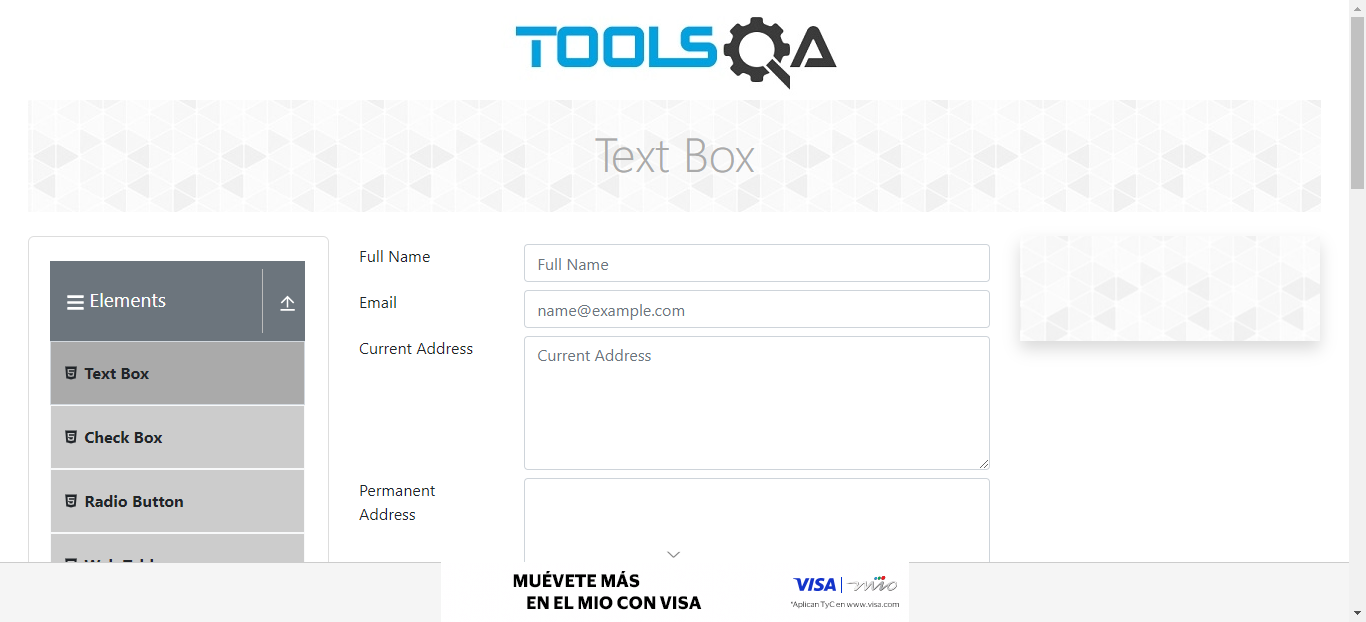 TOOLSQA
Text Box
Elements
Text Box
Check Box
Radio Button
Full Name
Full Name
Email
name@example.com
Current Address
Current Address
Permanent
Address
MUÉVETE MÁS
EN EL MIO CON VISA
VISA | mio
*Aplican TyC en www.visa.com